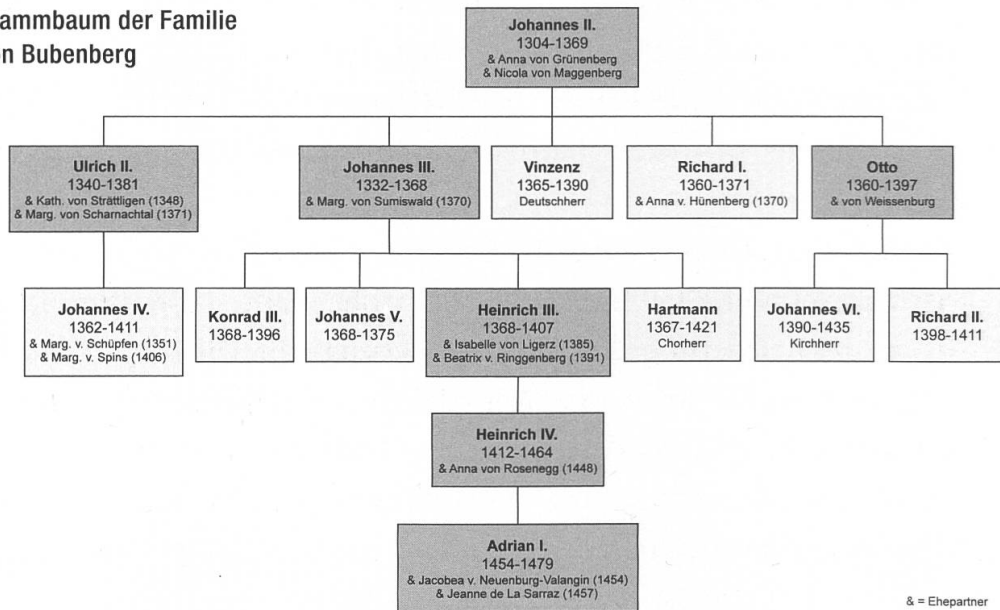 ammbaum der Familie
n Bubenberg
Johannes II.
1304-1369
& Anna von Grünenberg
& Nicola von Maggenberg
Ulrich II.
1340-1381
& Kath. von Strättligen (1348)
& Marg. von Scharnachtal (1371)
Johannes III.
1332-1368
& Marg. von Sumiswald (1370)
Vinzenz
1365-1390
Deutschherr
Richard I.
1360-1371
& Anna v. Hünenberg (1370)
Otto
1360-1397
& von Weissenburg
Johannes IV.
1362-1411
& Marg. v. Schüpfen (1351)
& Marg. v. Spins (1406)
Konrad III.
1368-1396
Johannes V.
1368-1375
Heinrich III.
1368-1407
& Isabelle von Ligerz (1385)
& Beatrix v. Ringgenberg (1391)
Hartmann
1367-1421
Chorherr
Johannes VI.
1390-1435
Kirchherr
Richard II.
1398-1411
Heinrich IV.
1412-1464
& Anna von Rosenegg (1448)
Adrian I.
1454-1479
& Jacobea v. Neuenburg-Valangin (1454)
& Jeanne de La Sarraz (1457)
& = Ehepartner